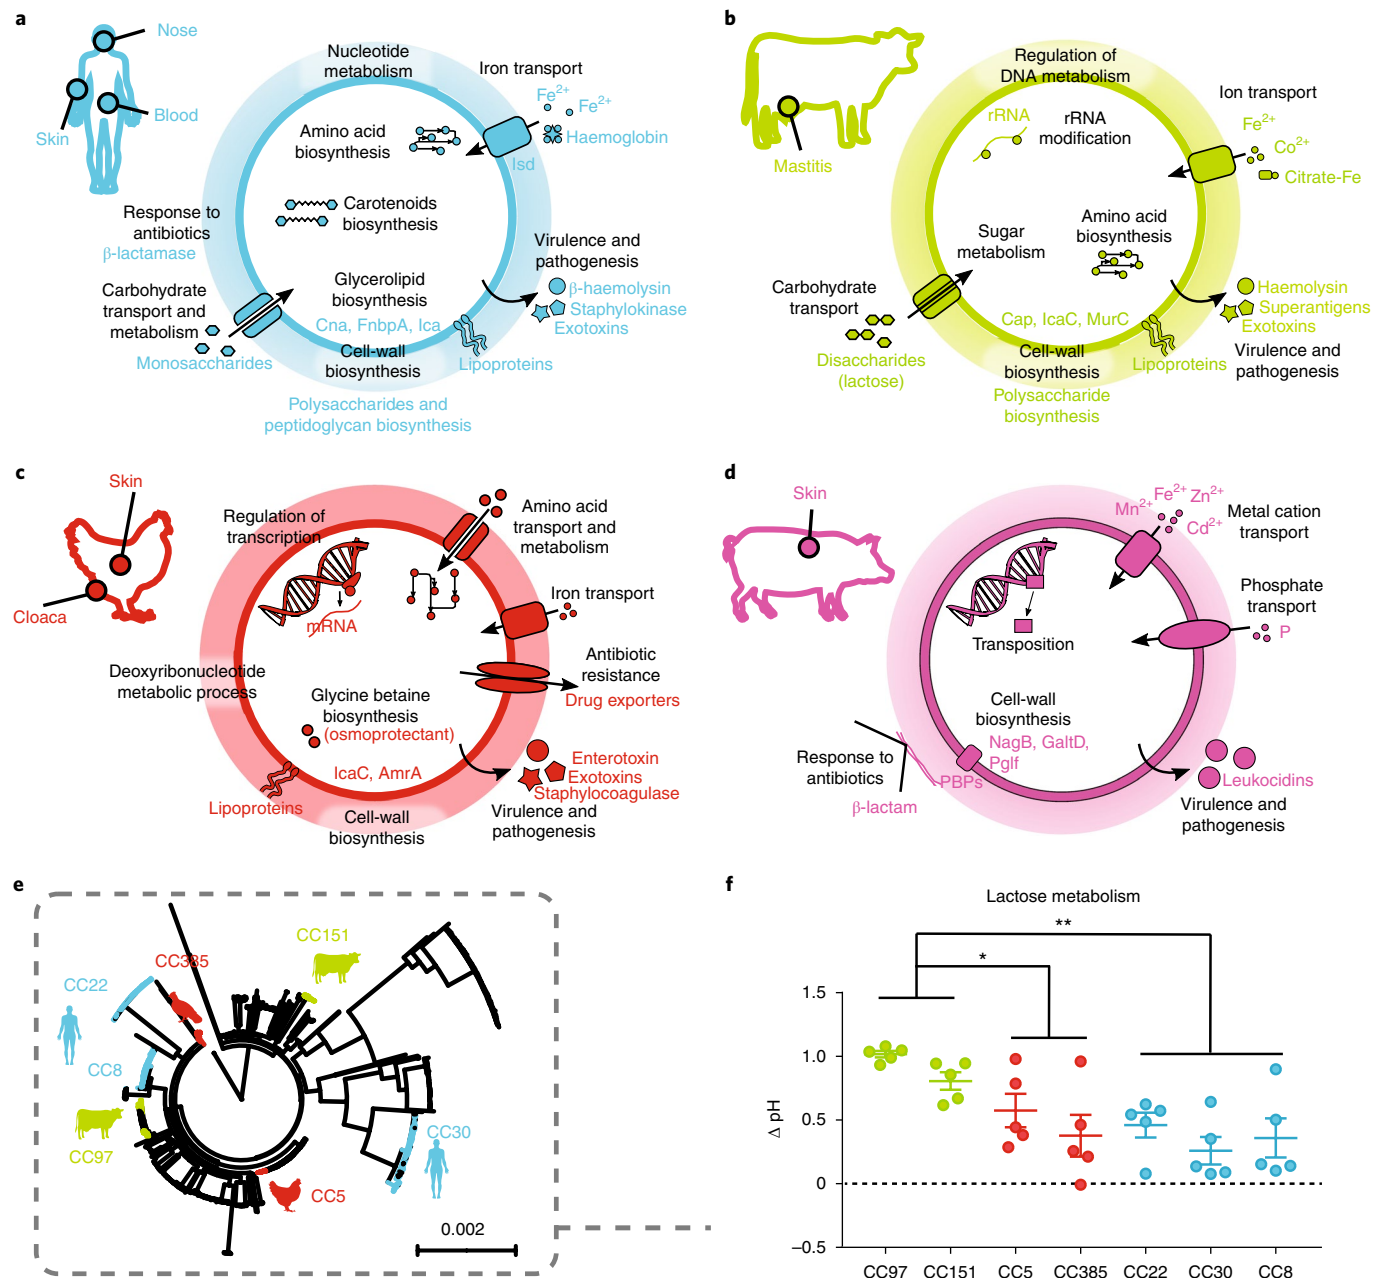 a
Nose
Skin
Blood
Nucleotide
metabolism
Iron transport
Fe2+
Fe2+
Haemoglobin
Isd
Amino acid
biosynthesis
Carotenoids
biosynthesis
Response to
antibiotics
β-lactamase
Virulence and
pathogenesis
β-haemolysin
Staphylokinase
Exotoxins
Glycerolipid
biosynthesis
Carbohydrate
transport and
metabolism
Monosaccharides
Cna, FnbpA, Ica
Cell-wall
biosynthesis
Lipoproteins
Polysaccharides and
peptidoglycan biosynthesis
b
Mastitis
Regulation of
DNA metabolism
Ion transport
Fe2+
Co2+
Citrate-Fe
rRNA
rRNA
modification
Sugar
metabolism
Amino acid
biosynthesis
Carbohydrate
transport
Disaccharides
(lactose)
Haemolysin
Superantigens
Exotoxins
Virulence and
pathogenesis
Cap, IcaC, MurC
Cell-wall
biosynthesis
Lipoproteins
Polysaccharide
biosynthesis
c
Skin
Cloaca
Regulation of
transcription
mRNA
Amino acid
transport and
metabolism
Iron transport
Antibiotic
resistance
Drug exporters
Deoxyribonucleotide
metabolic process
Glycine betaine
biosynthesis
(osmoprotectant)
Enterotoxin
Exotoxins
Staphylocoagulase
Virulence and
pathogenesis
IcaC, AmrA
Lipoproteins
Cell-wall
biosynthesis
d
Skin
Mn2+
Fe2+
Zn2+
Cd2+
Metal cation
transport
Phosphate
transport
P
Transposition
Cell-wall
biosynthesis
NagB, GaltD,
Pglf
PBPs
Response to
antibiotics
β-lactam
Leukocidins
Virulence and
pathogenesis
e
CC151
CC385
CC22
CC8
CC97
CC30
CC5
0.002
f
Lactose metabolism
**
*
1.5
1.0
0.5
0
–0.5
Δ pH
CC97 CC151 CC5 CC385 CC22 CC30 CC8